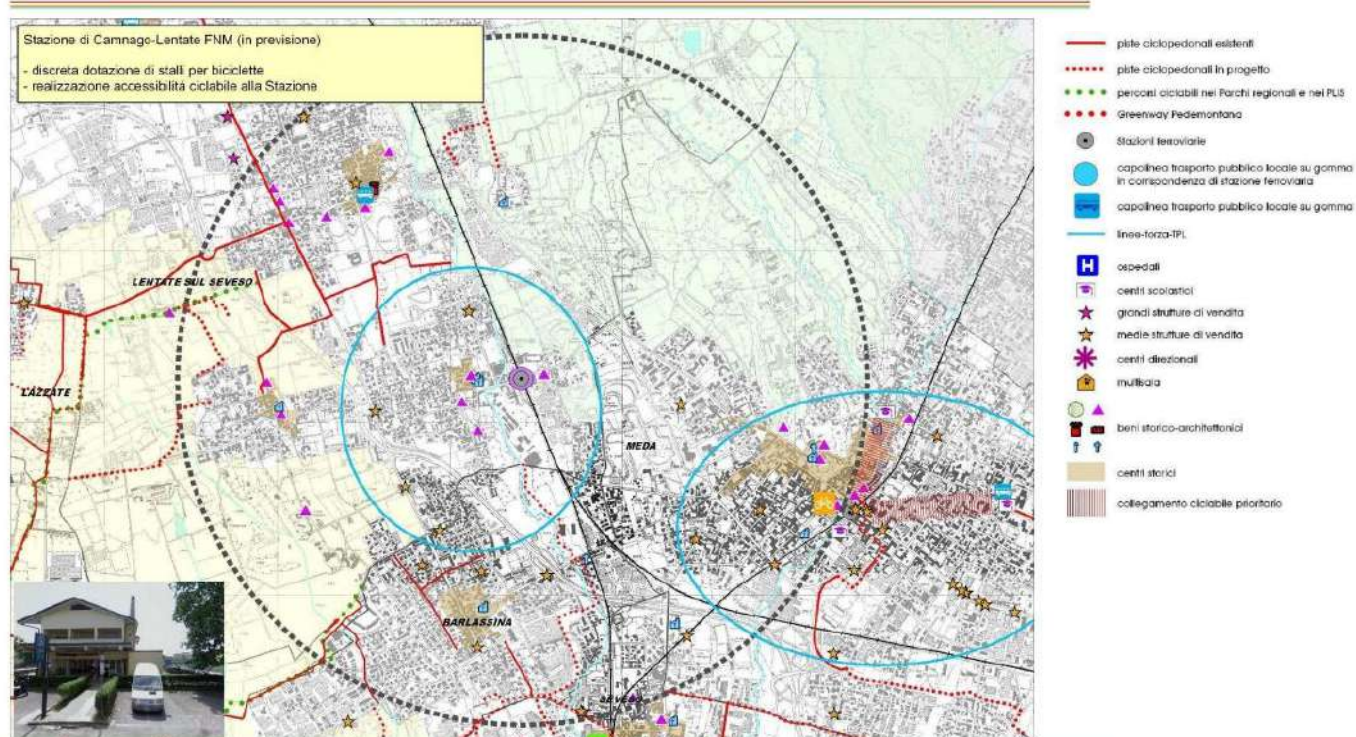 Stazione di Camnago-Lentate FNM (in previsione)
- discreta dotazione di stalli per biciclette
- realizzazione accessibilità ciclabile alla Stazione
LENTATE
LENTATE SUL SEVESO
LAZZATE
MEDA
BARLASSINA
SEVESO
piste ciclopedonali esistenti
piste ciclopedonali in progetto
percorsi ciclabili nei Parchi regionali e nei PLIS
Greenway Pedemontana
Stazioni ferroviarie
capolinea trasporto pubblico locale su gomma
in corrispondenza di stazione ferroviaria
capolinea trasporto pubblico locale su gomma
linee-forza-TPL
H
ospedali
centri scolastici
grandi strutture di vendita
medie strutture di vendita
centri direzionali
multisala
beni storico-architettonici
centri storici
collegamento ciclabile prioritario